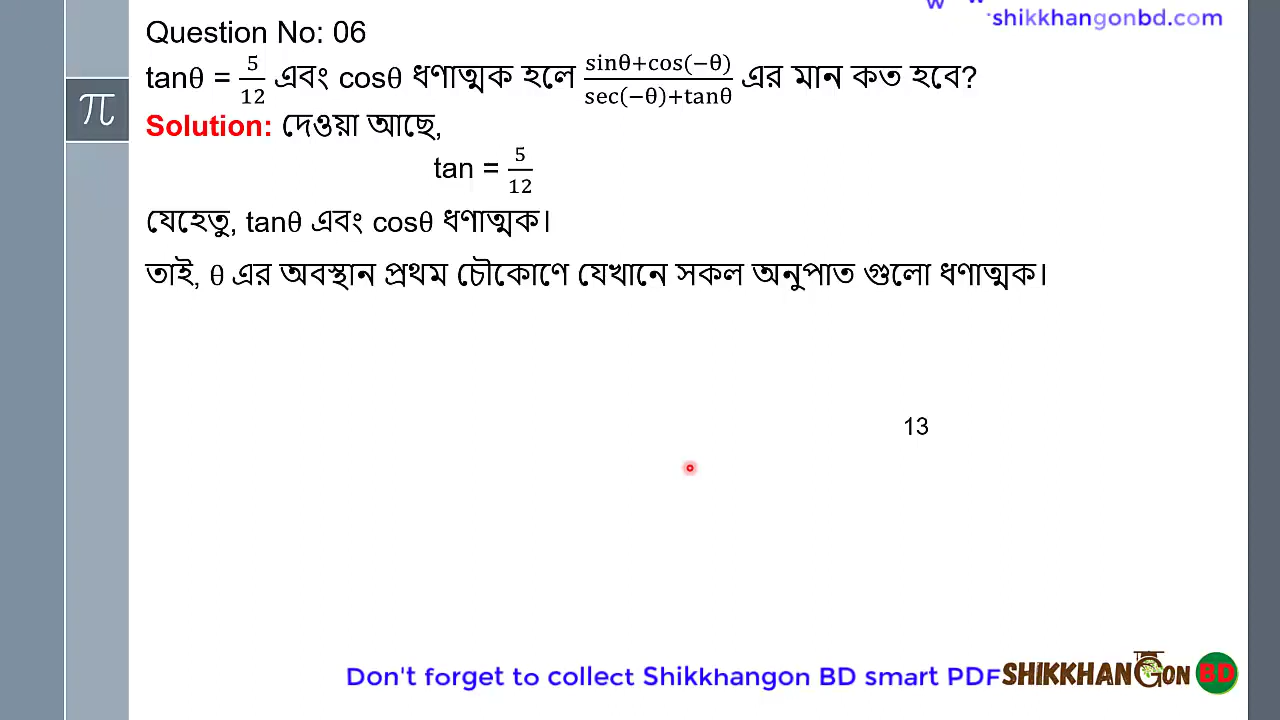 shikkhangonbd.com
Question No: 06
tanθ = 5/12 এবং cosθ ধণাত্মক হলে (sinθ+cos(−θ))/(sec(−θ)+tanθ) এর মান কত হবে?
π
Solution: দেওয়া আছে,
tan = 5/12
যেহেতু, tanθ এবং cosθ ধণাত্মক।
তাই, θ এর অবস্থান প্রথম চৌকোণে যেখানে সকল অনুপাত গুলো ধণাত্মক।
13
Don't forget to collect Shikkhangon BD smart PDF
SHIKKHANGON BD